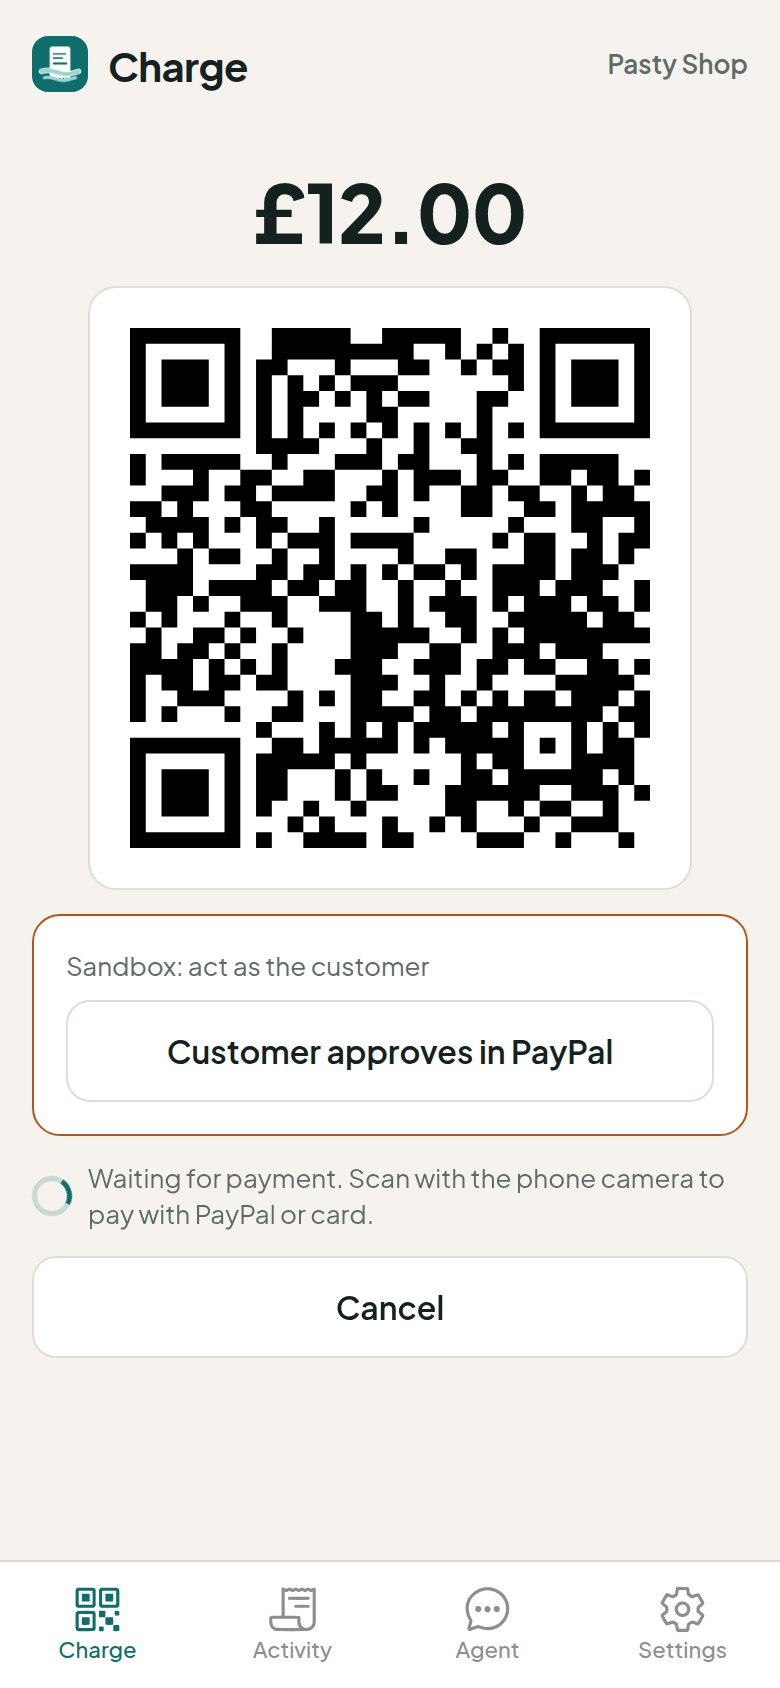 Charge
Pasty Shop
£12.00
Sandbox: act as the customer
Customer approves in PayPal
Waiting for payment. Scan with the phone camera to
pay with PayPal or card.
Cancel
Charge
Activity
Agent
Settings